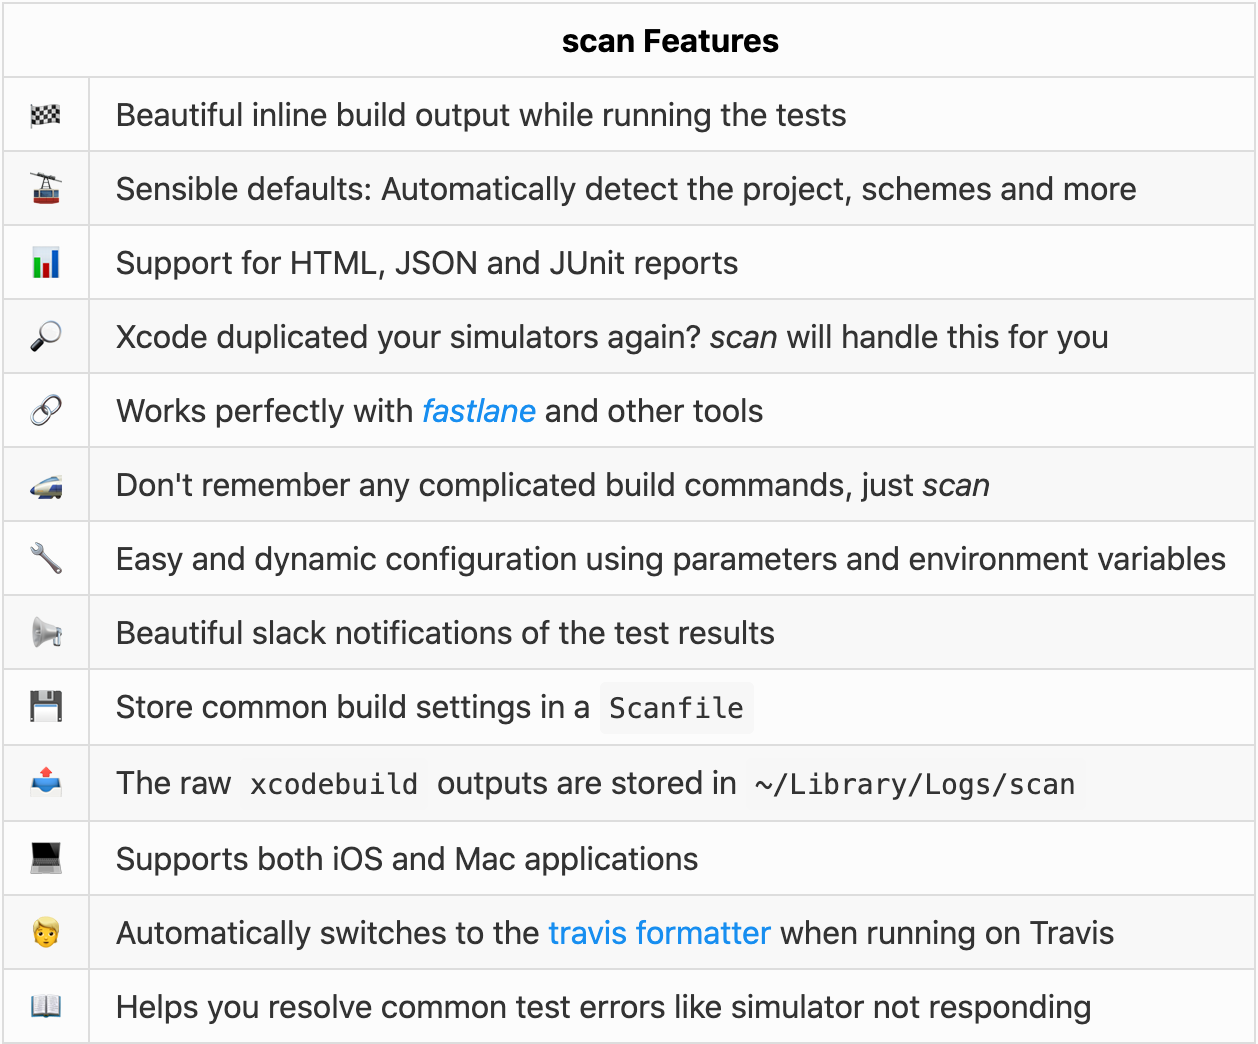 scan Features
Beautiful inline build output while running the tests
Sensible defaults: Automatically detect the project, schemes and more
Support for HTML, JSON and JUnit reports
Xcode duplicated your simulators again? scan will handle this for you
Works perfectly with fastlane and other tools
Don't remember any complicated build commands, just scan
Easy and dynamic configuration using parameters and environment variables
Beautiful slack notifications of the test results
Store common build settings in a Scanfile
The raw xcodebuild outputs are stored in ~/Library/Logs/scan
Supports both iOS and Mac applications
Automatically switches to the travis formatter when running on Travis
Helps you resolve common test errors like simulator not responding